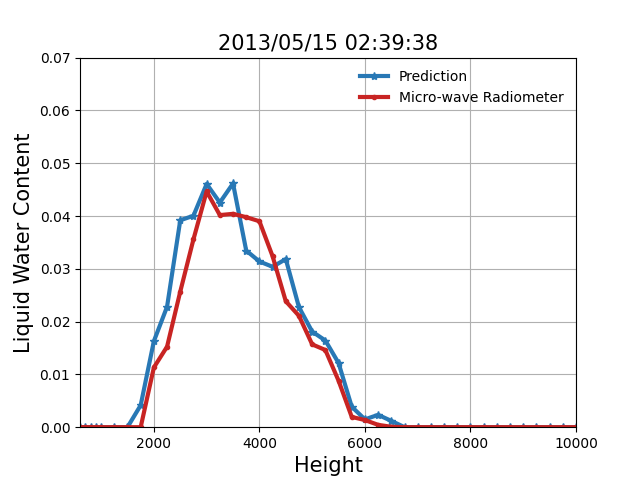 2013/05/15 02:39:38
Liquid Water Content
0.07
0.06
0.05
0.04
0.03
0.02
0.01
0.00
Prediction
Micro-wave Radiometer
2000 4000 6000 8000 10000
Height